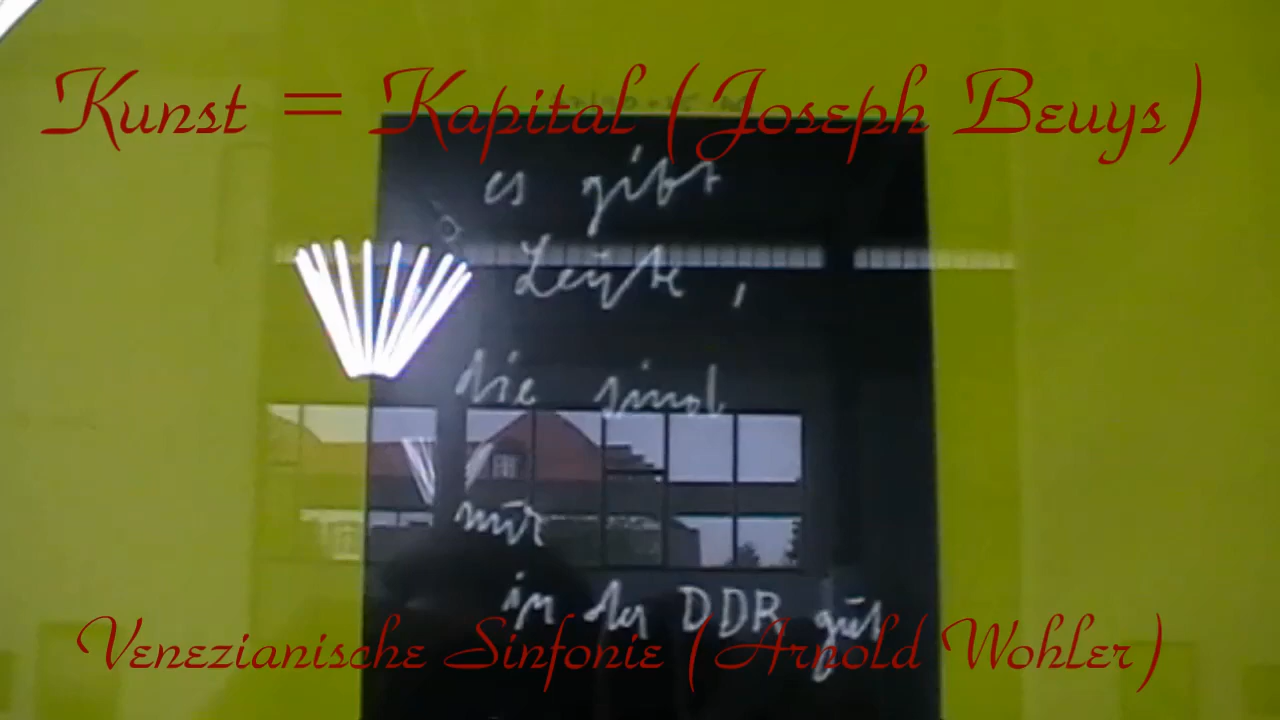 Kunst = Kapital (Joseph Beuys)
es gibt
Leute,
die sind
nur
in der DDR gut
Venezianische Sinfonie (Arnold Wohler)